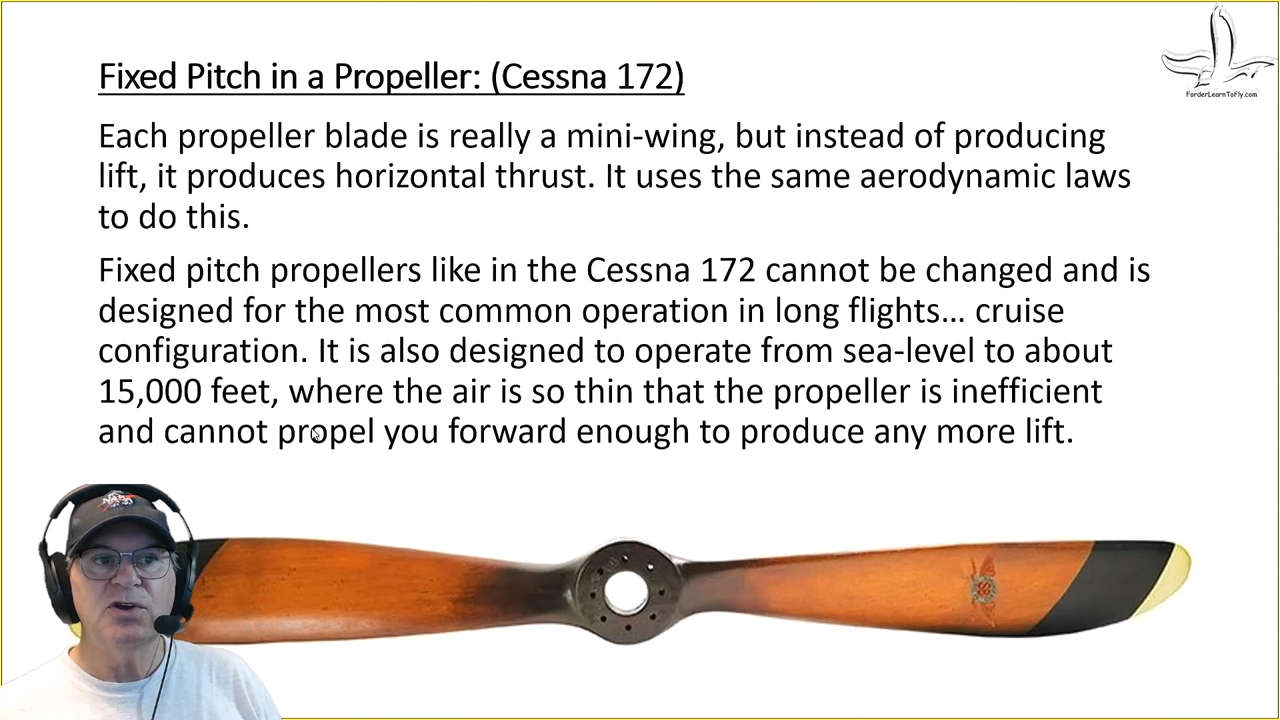 Fixed Pitch in a Propeller: (Cessna 172)
ForderLearnToFly.com
Each propeller blade is really a mini-wing, but instead of producing
lift, it produces horizontal thrust. It uses the same aerodynamic laws
to do this.
Fixed pitch propellers like in the Cessna 172 cannot be changed and is
designed for the most common operation in long flights... cruise
configuration. It is also designed to operate from sea-level to about
15,000 feet, where the air is so thin that the propeller is inefficient
and cannot propel you forward enough to produce any more lift.
NASA